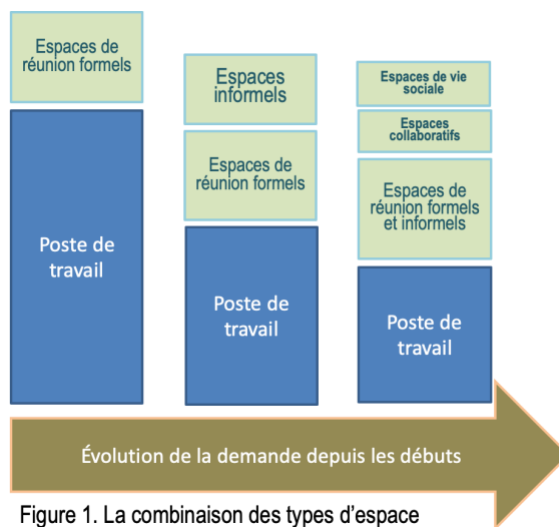 Espaces de
réunion formels
Poste de
travail
Espaces
informels
Espaces de
réunion formels
Poste de
travail
Espaces de vie
sociale
Espaces
collaboratifs
Espaces de
réunion formels
et informels
Poste de
travail
Évolution de la demande depuis les débuts
Figure 1. La combinaison des types d’espace